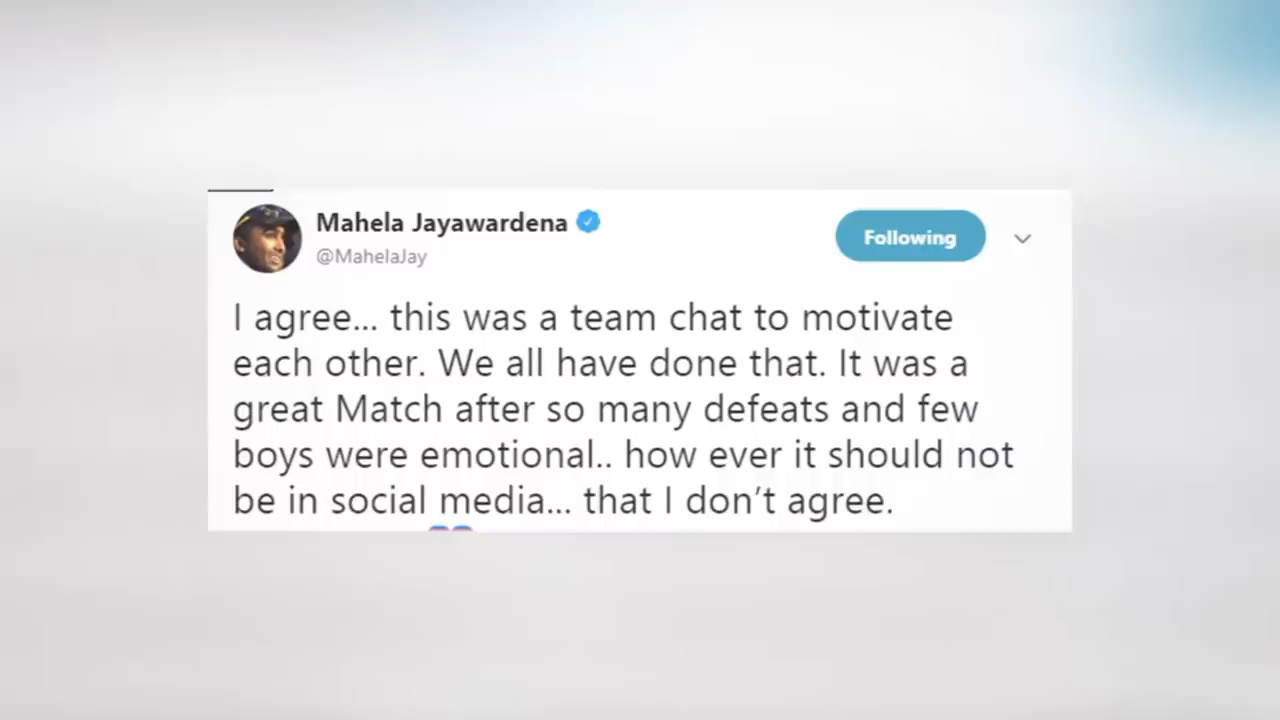 Mahela Jayawardena
@MahelaJay
Following
I agree... this was a team chat to motivate
each other. We all have done that. It was a
great Match after so many defeats and few
boys were emotional.. how ever it should not
be in social media... that I don’t agree.